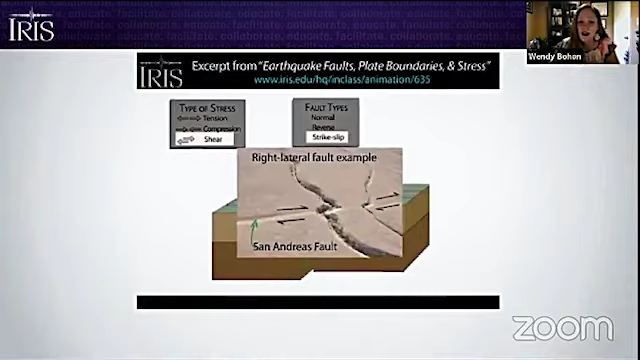 IRIS
IRIS
Excerpt from "Earthquake Faults, Plate Boundaries, & Stress"
www.iris.edu/hq/inclass/animation/635
TYPE OF STRESS
Tension
Compression
Shear
FAULT TYPES
Normal
Reverse
Strike-slip
Right-lateral fault example
San Andreas Fault
Wendy Bohon
zoom